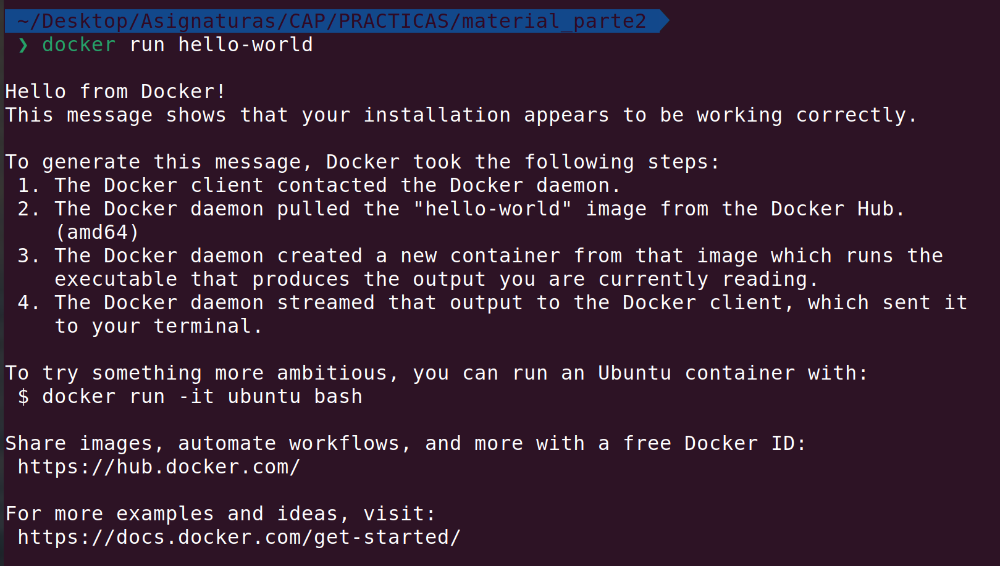 ~/Desktop/Asignaturas/CAP/PRACTICAS/material_parte2
❯ docker run hello-world
Hello from Docker!
This message shows that your installation appears to be working correctly.
To generate this message, Docker took the following steps:
1. The Docker client contacted the Docker daemon.
2. The Docker daemon pulled the "hello-world" image from the Docker Hub.
(amd64)
3. The Docker daemon created a new container from that image which runs the
executable that produces the output you are currently reading.
4. The Docker daemon streamed that output to the Docker client, which sent it
to your terminal.
To try something more ambitious, you can run an Ubuntu container with:
$ docker run -it ubuntu bash
Share images, automate workflows, and more with a free Docker ID:
https://hub.docker.com/
For more examples and ideas, visit:
https://docs.docker.com/get-started/